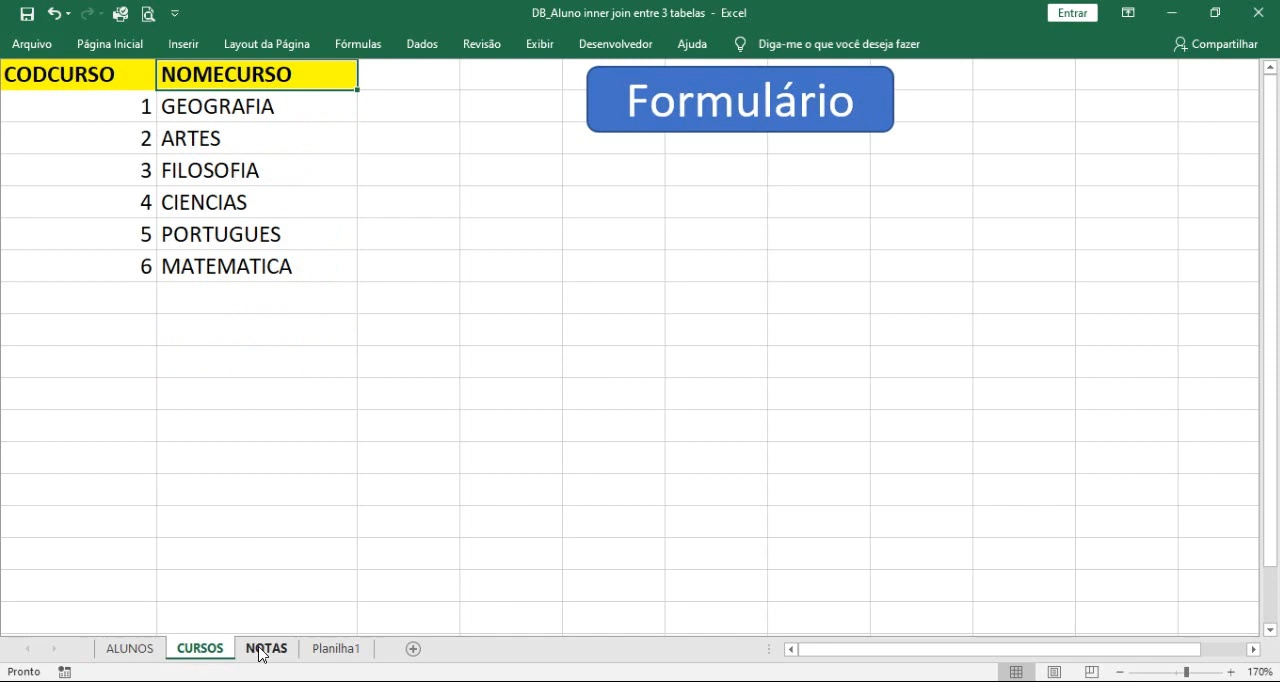 DB_Aluno inner join entre 3 tabelas - Excel
Entrar
Arquivo Página Inicial Inserir Layout da Página Fórmulas Dados Revisão Exibir Desenvolvedor Ajuda Diga-me o que você deseja fazer Compartilhar
CODCURSO NOMECURSO
Formulário
1 GEOGRAFIA
2 ARTES
3 FILOSOFIA
4 CIENCIAS
5 PORTUGUES
6 MATEMATICA
ALUNOS CURSOS NOTAS Planilha1
Pronto 170%